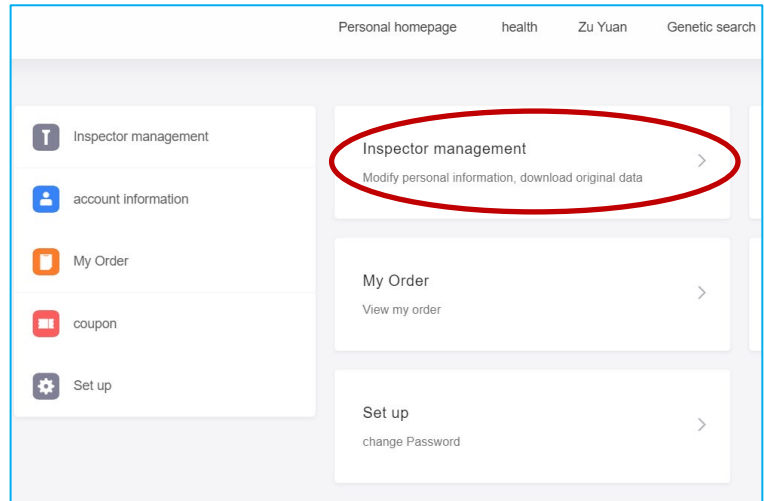 Personal homepage health Zu Yuan Genetic search
Inspector management
account information
My Order
coupon
Set up
Inspector management
Modify personal information, download original data
My Order
View my order
Set up
change Password